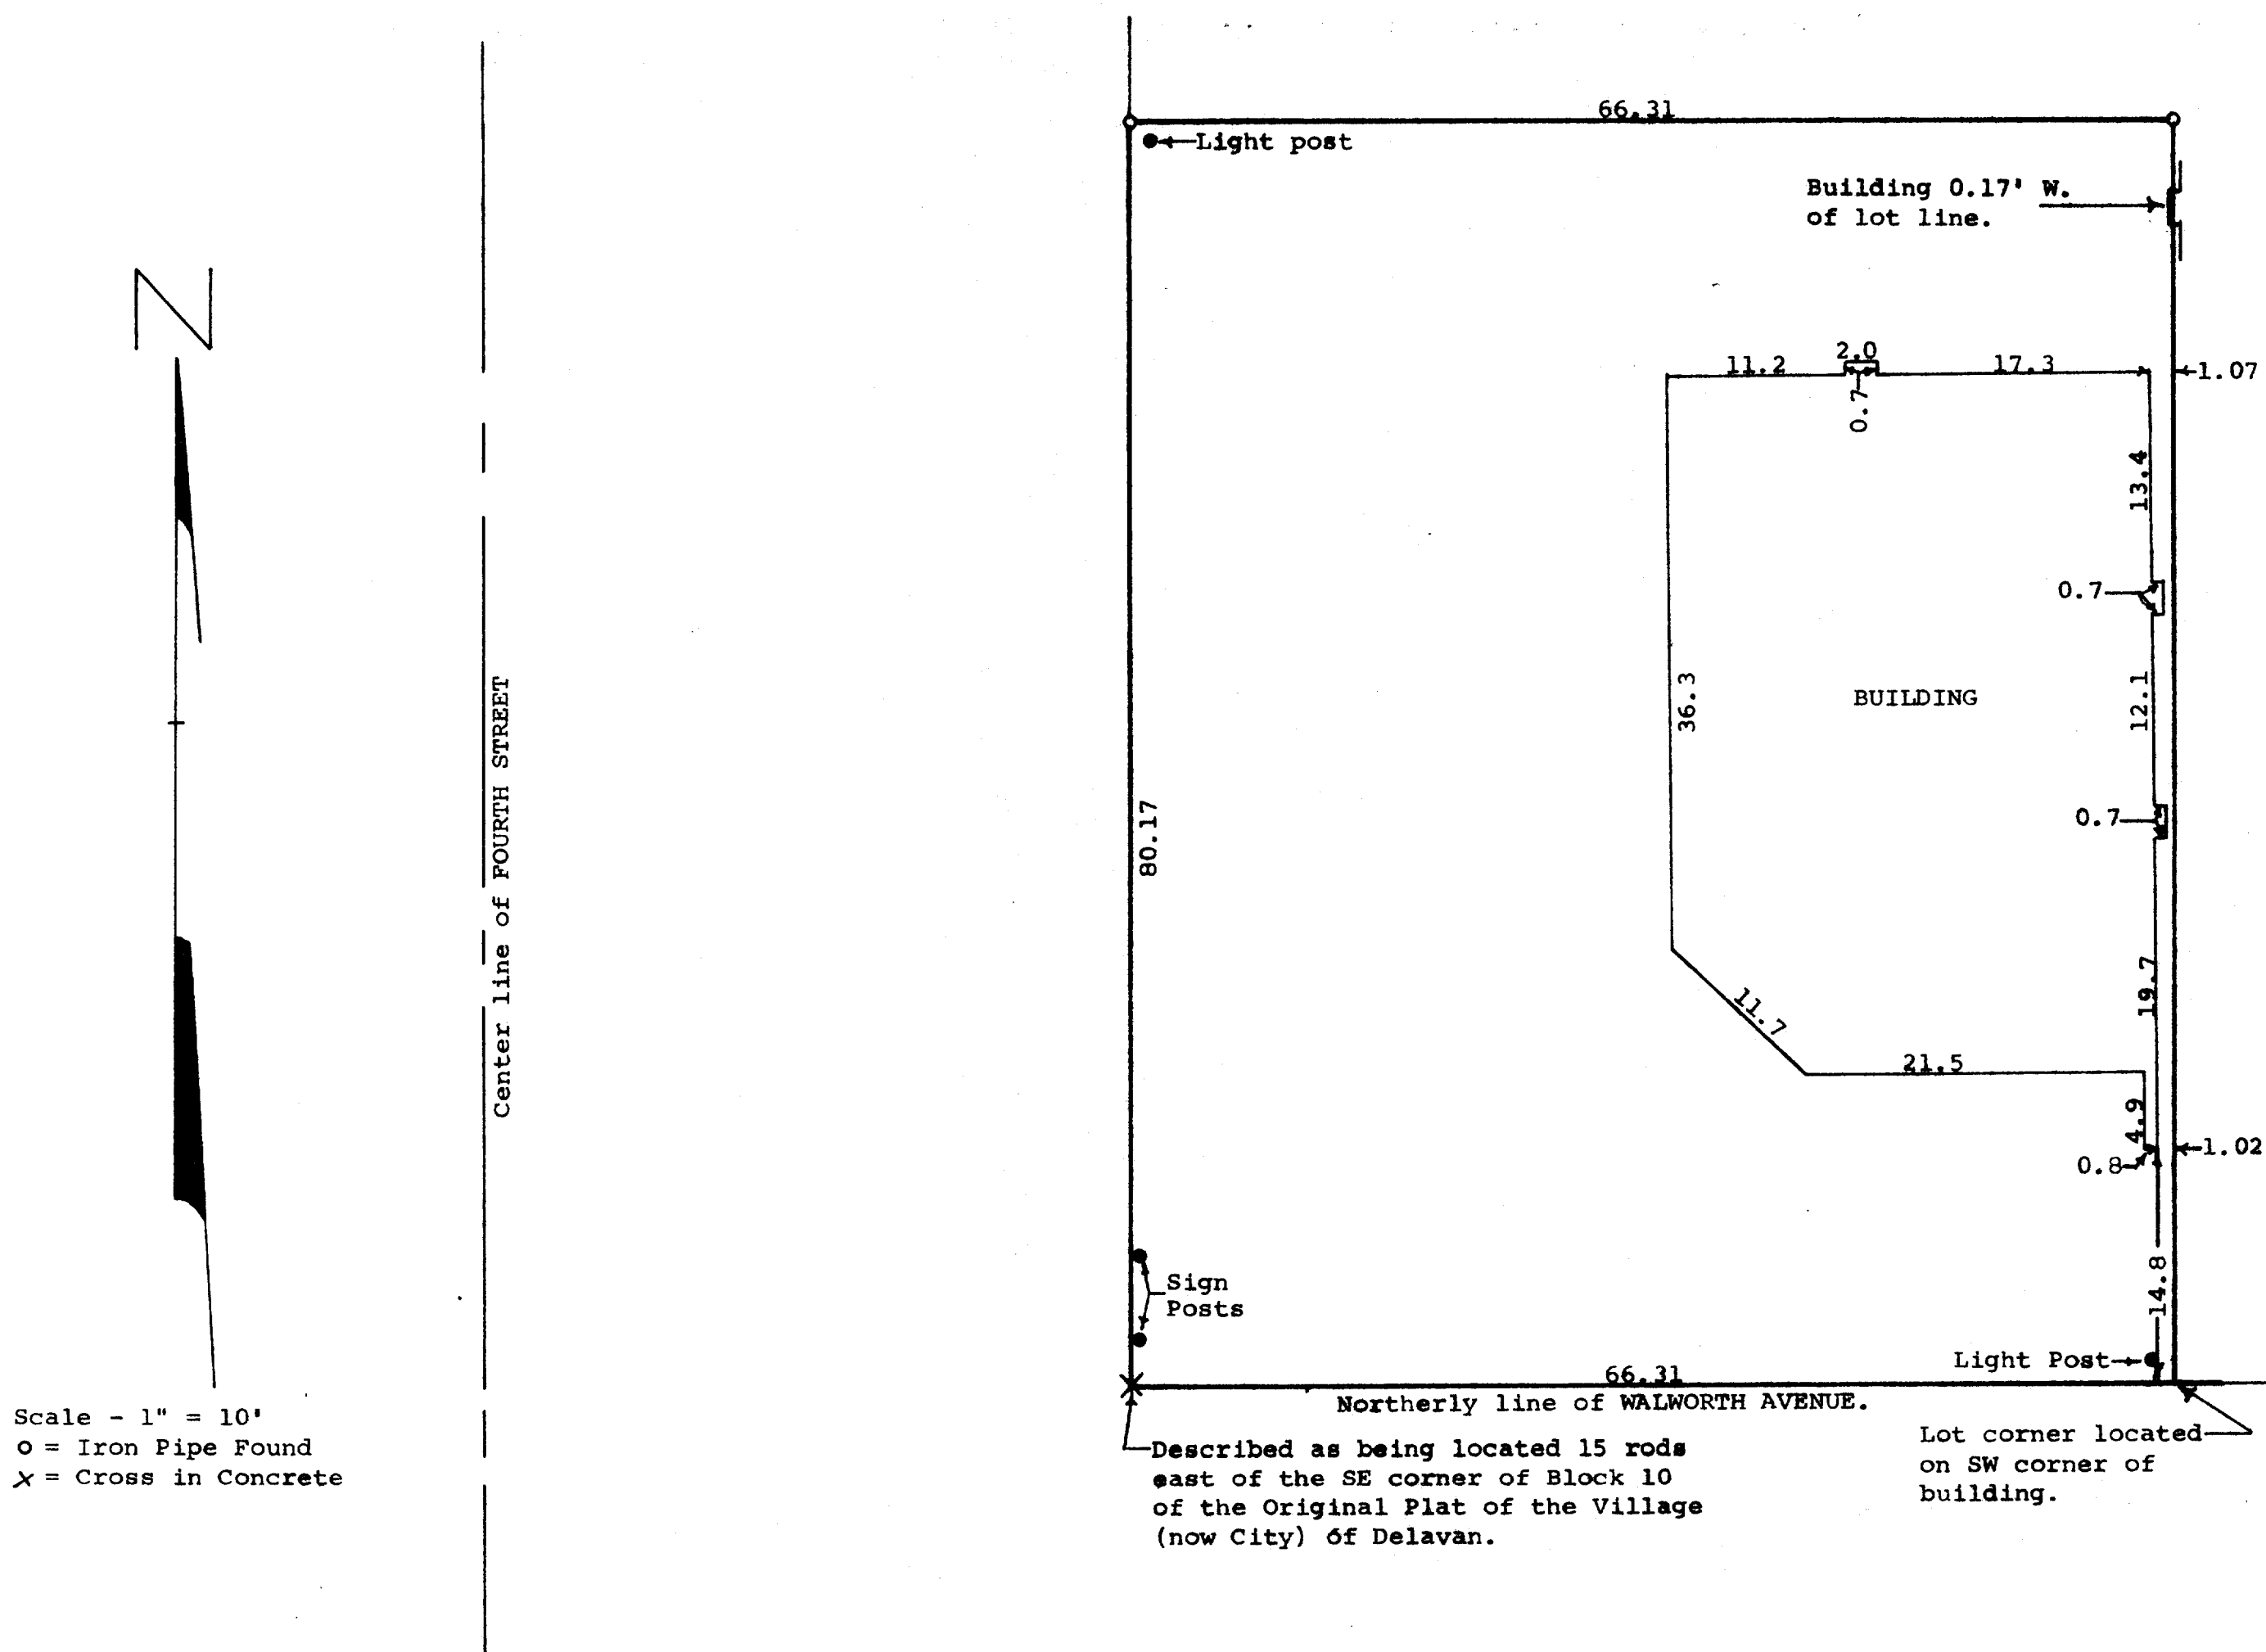 66.31
Light post
Building 0.17' W.
of lot line.
N
11.2
2.0
17.3
1.07
0.7
13.4
0.7
36.3
BUILDING
12.1
0.7
Center line of FOURTH STREET
80.17
19.7
11.7
21.5
4.9
0.8
1.02
14.8
Sign
Posts
Light Post
66.31
Northerly line of WALWORTH AVENUE.
Scale - 1" = 10'
o = Iron Pipe Found
x = Cross in Concrete
Described as being located 15 rods
east of the SE corner of Block 10
of the Original Plat of the Village
(now City) of Delavan.
Lot corner located
on SW corner of
building.